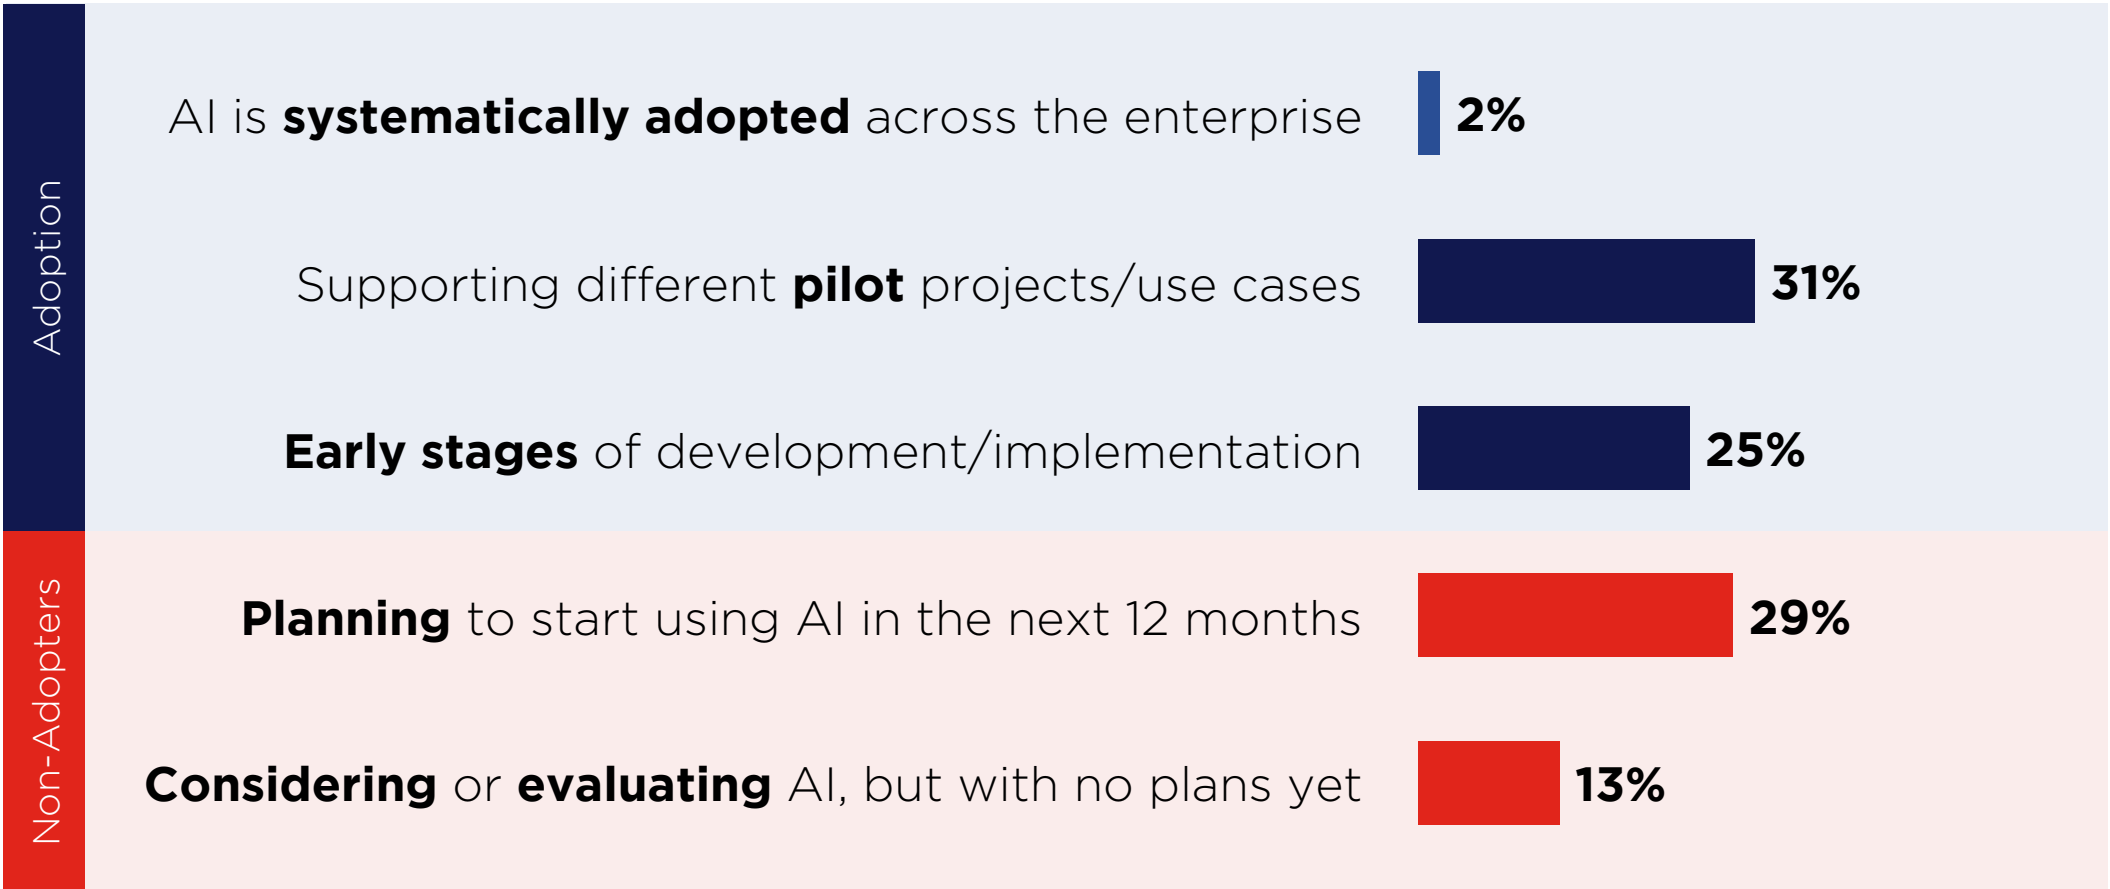 Adoption
AI is systematically adopted across the enterprise 2%
Supporting different pilot projects/use cases 31%
Early stages of development/implementation 25%
Non-Adopters
Planning to start using AI in the next 12 months 29%
Considering or evaluating AI, but with no plans yet 13%